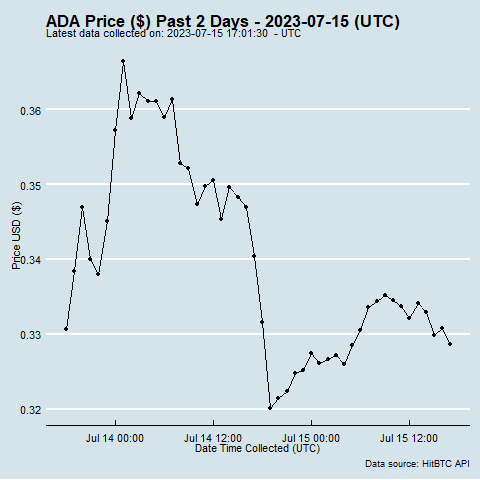 ADA Price ($) Past 2 Days - 2023-07-15 (UTC)
Latest data collected on: 2023-07-15 17:01:30  - UTC
Price USD ($)
0.36
0.35
0.34
0.33
0.32
Jul 14 00:00 Jul 14 12:00 Jul 15 00:00 Jul 15 12:00
Date Time Collected (UTC)
Data source: HitBTC API